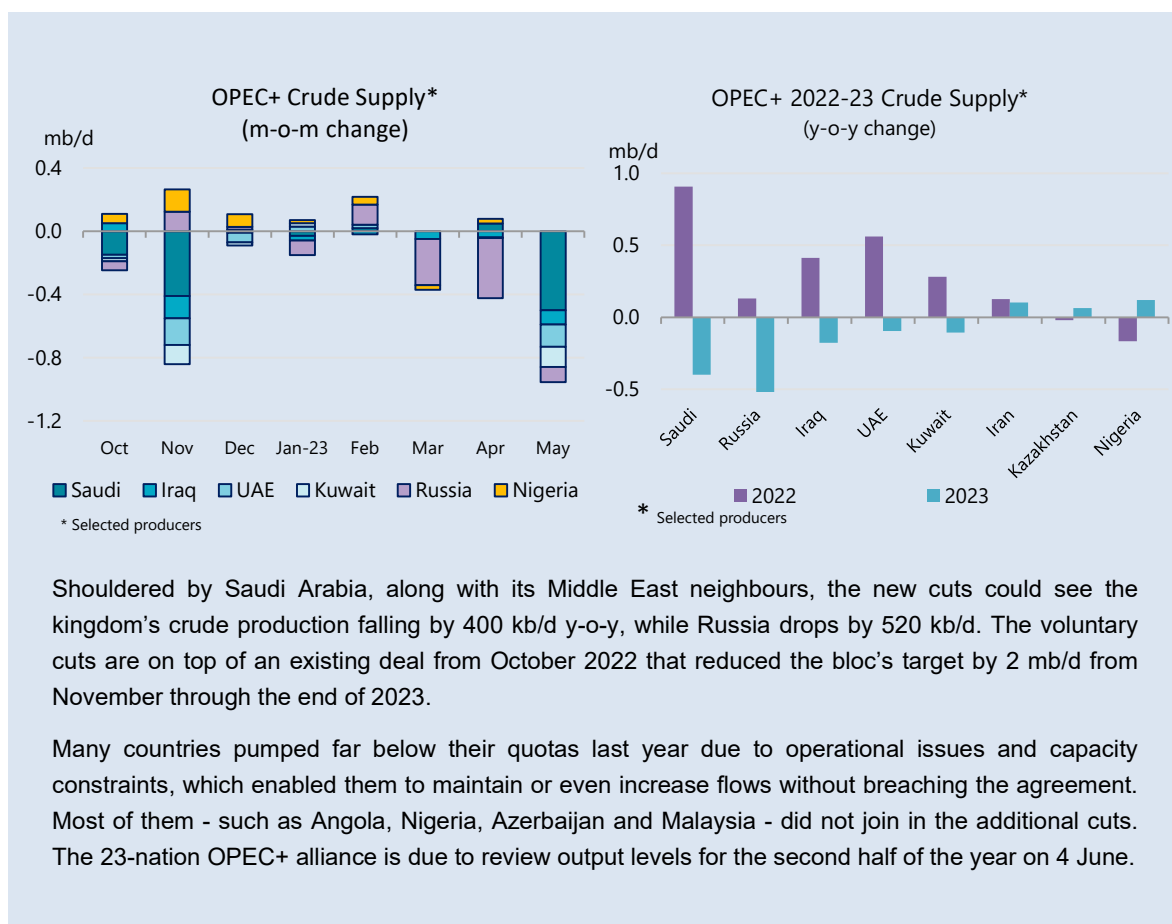 OPEC+ Crude Supply*
(m-o-m change)
mb/d
0.4
0.0
-0.4
-0.8
-1.2
Oct Nov Dec Jan-23 Feb Mar Apr May
Saudi Iraq UAE Kuwait Russia Nigeria
* Selected producers
OPEC+ 2022-23 Crude Supply*
(y-o-y change)
mb/d
1.0
0.5
0.0
-0.5
Saudi Russia Iraq UAE Kuwait Iran Kazakhstan Nigeria
2022 2023
* Selected producers
Shouldered by Saudi Arabia, along with its Middle East neighbours, the new cuts could see the
kingdom’s crude production falling by 400 kb/d y-o-y, while Russia drops by 520 kb/d. The voluntary
cuts are on top of an existing deal from October 2022 that reduced the bloc’s target by 2 mb/d from
November through the end of 2023.
Many countries pumped far below their quotas last year due to operational issues and capacity
constraints, which enabled them to maintain or even increase flows without breaching the agreement.
Most of them - such as Angola, Nigeria, Azerbaijan and Malaysia - did not join in the additional cuts.
The 23-nation OPEC+ alliance is due to review output levels for the second half of the year on 4 June.